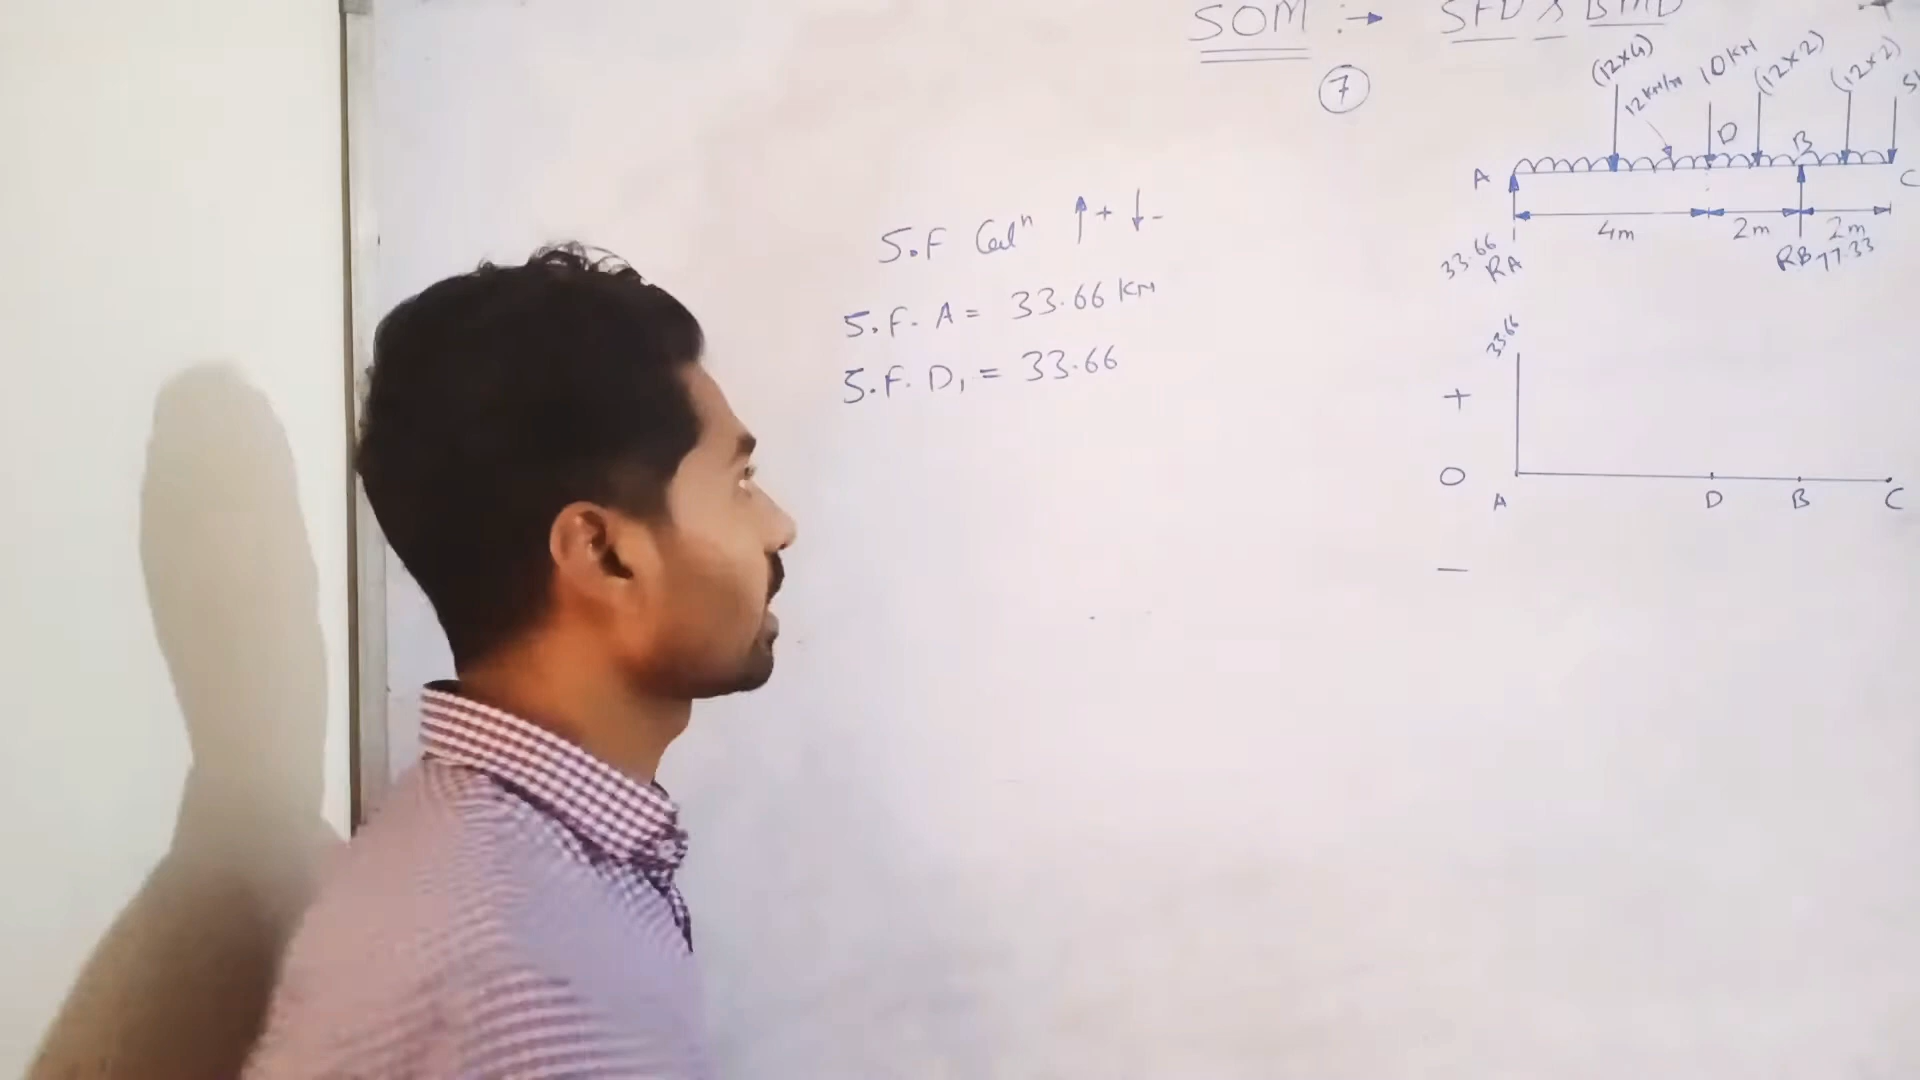 SOM :→ SFD & BMD
7
(12×4) 12 KN/m 10 KN (12×2) (12×2)
A D B C
4m 2m 2m
33.66 RA RB 77.33
S.F Calⁿ ↑+ ↓-
S.F. A = 33.66 KN
S.F. D₁ = 33.66
33.66
+
0
A D B C
—